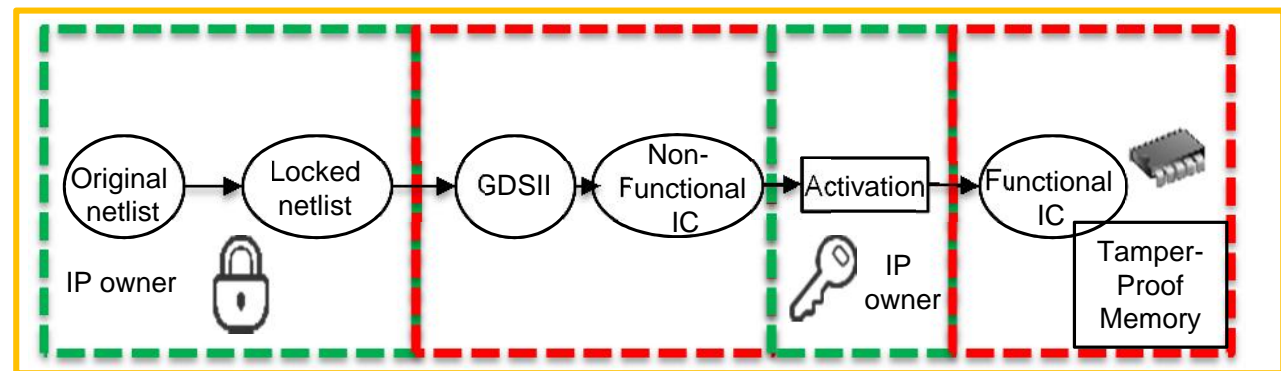 Original
netlist
Locked
netlist
IP owner
GDSII
Non-
Functional
IC
Activation
IP
owner
Functional
IC
Tamper-
Proof
Memory